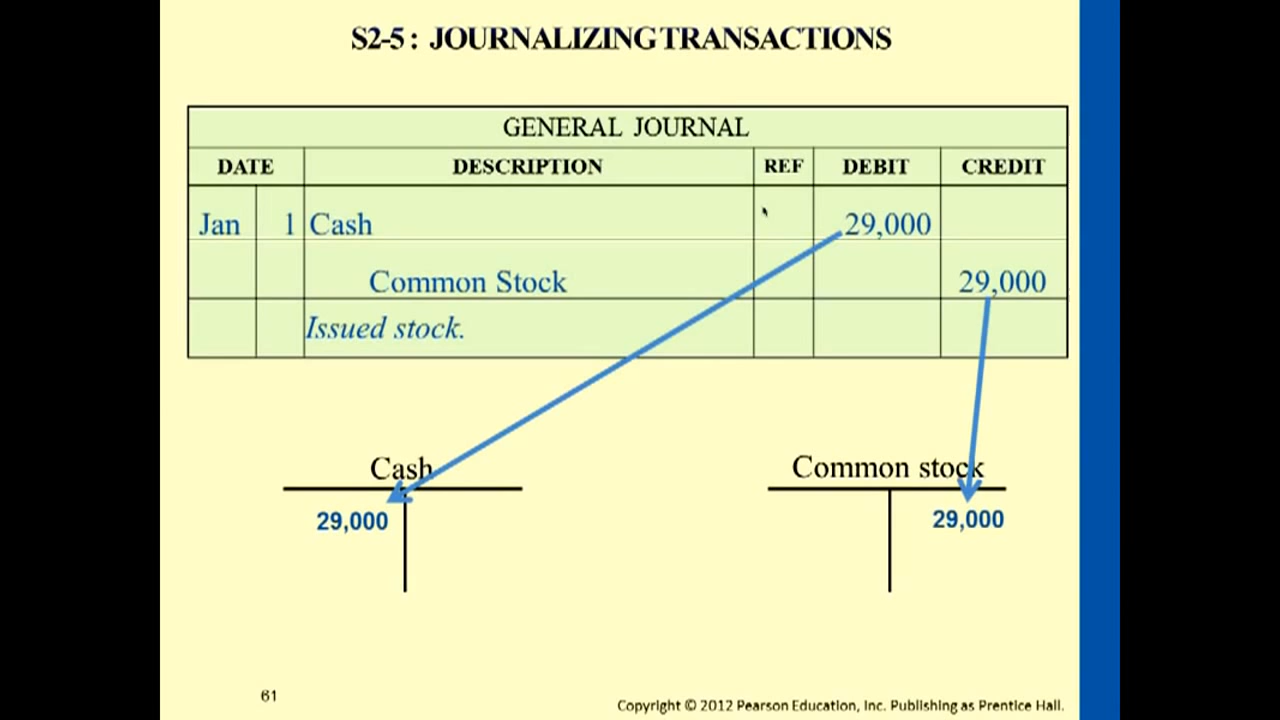 S2-5: JOURNALIZING TRANSACTIONS
GENERAL JOURNAL
DATE DESCRIPTION REF DEBIT CREDIT
Jan 1 Cash 29,000
Common Stock 29,000
Issued stock.
Cash Common stock
29,000 29,000
61
Copyright © 2012 Pearson Education, Inc. Publishing as Prentice Hall.